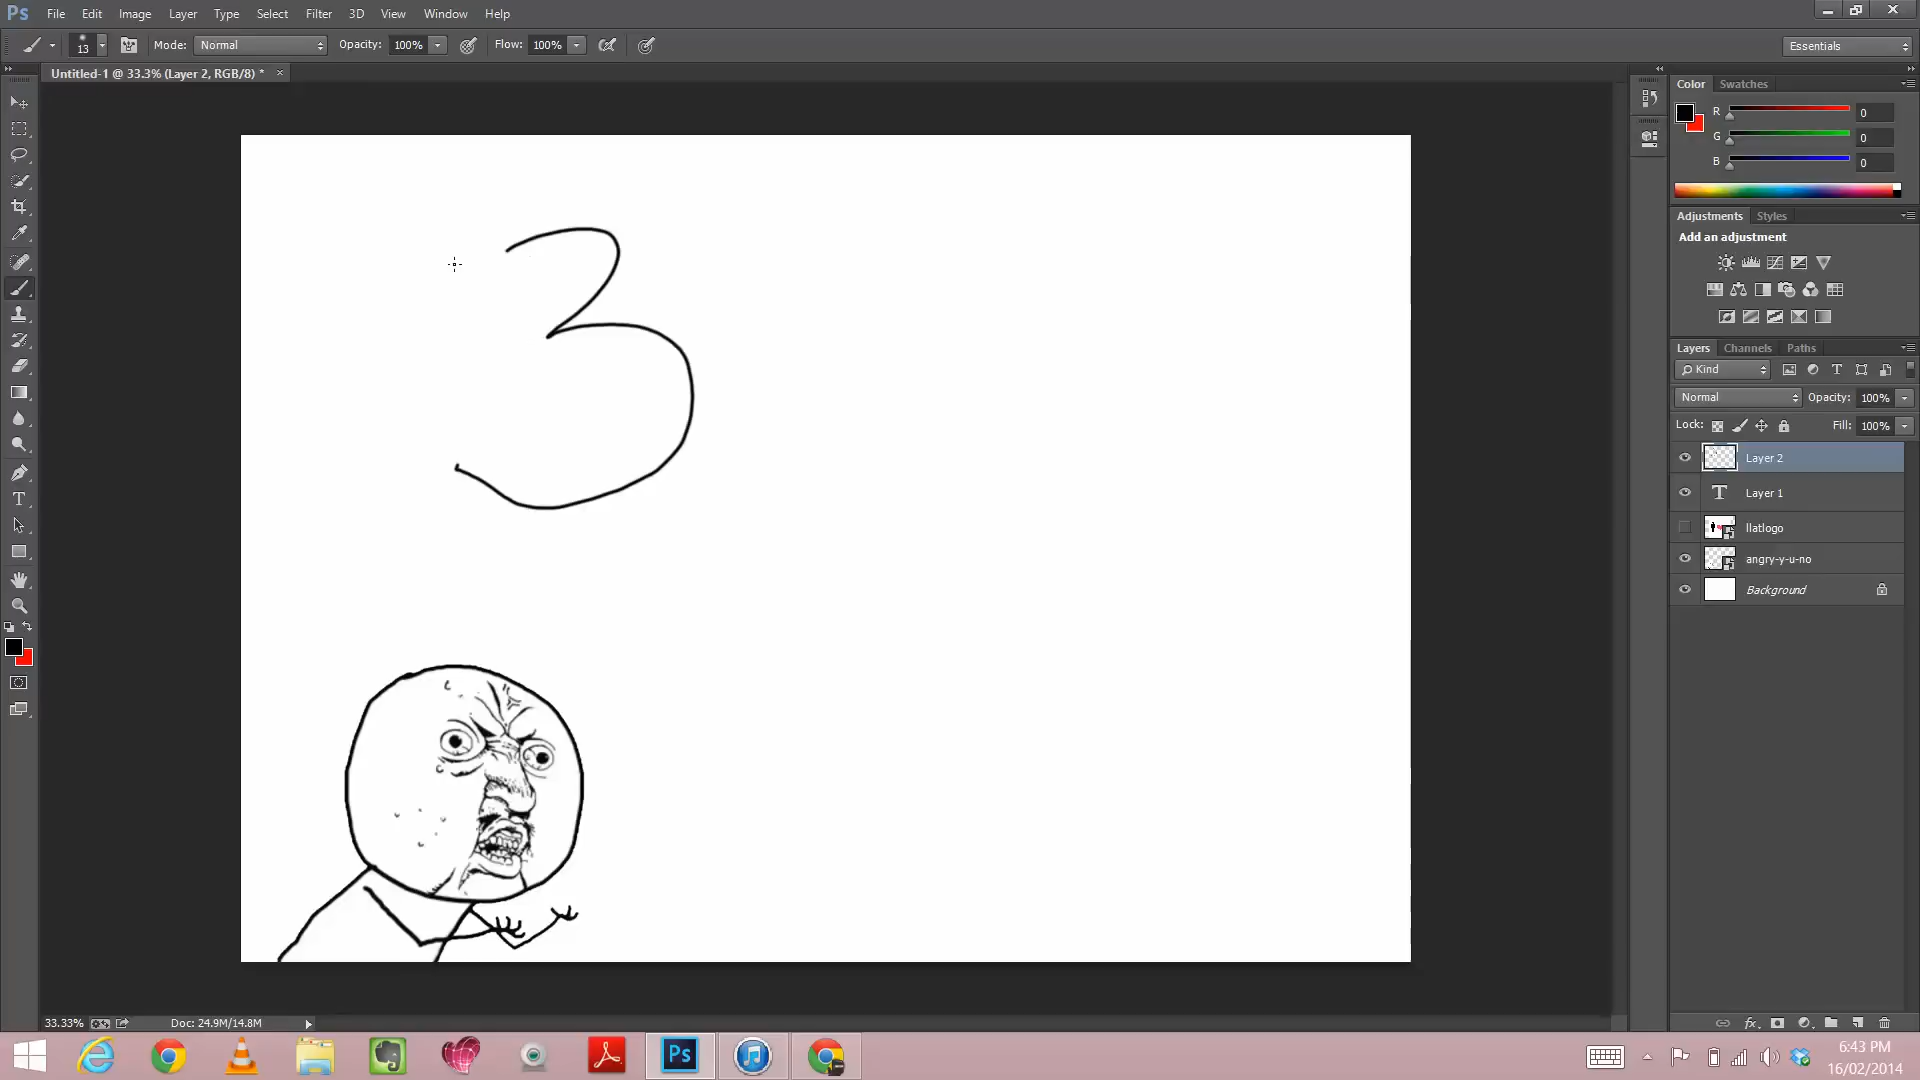 Ps File Edit Image Layer Type Select Filter 3D View Window Help
13 Mode: Normal Opacity: 100% Flow: 100% Essentials
Untitled-1 @ 33.3% (Layer 2, RGB/8) * ×
Color Swatches
R 0
G 0
B 0
Adjustments Styles
Add an adjustment
Layers Channels Paths
Kind
Normal Opacity: 100%
Lock: Fill: 100%
Layer 2
T Layer 1
llatlogo
angry-y-u-no
Background
3
33.33% Doc: 24.9M/14.8M
fx
Ps
6:43 PM
16/02/2014